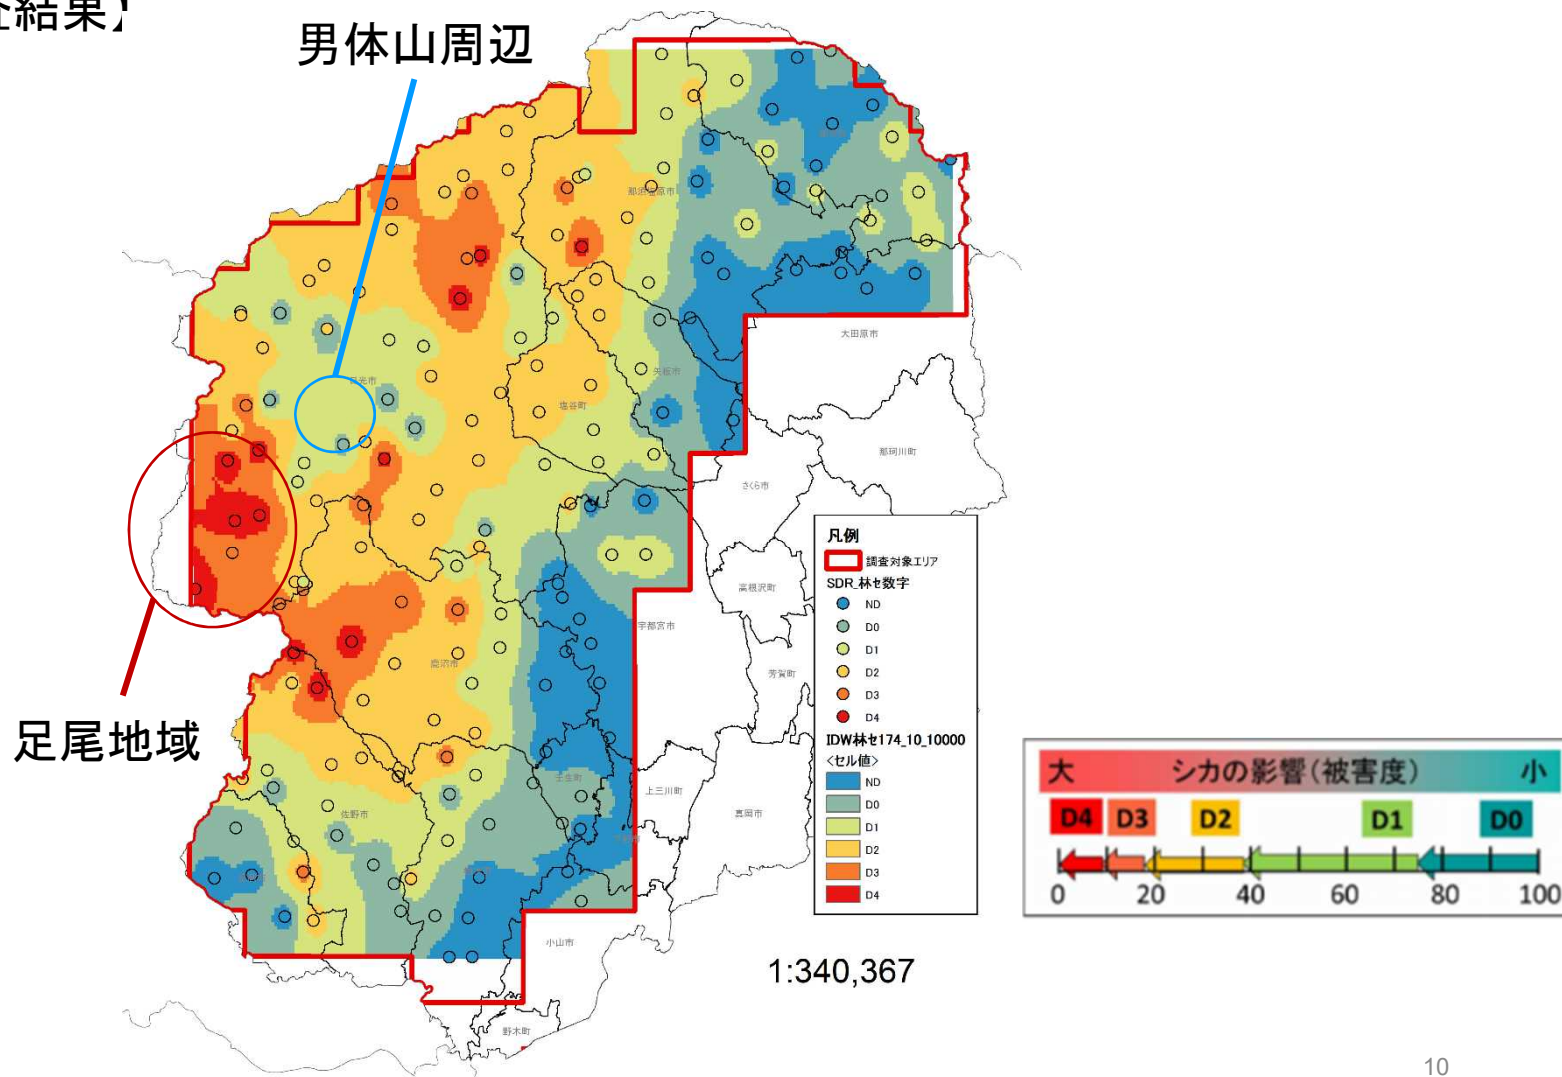 査結果】
男体山周辺
那須塩原市
大田原市
日光市
矢板市
塩谷町
那珂川町
さくら市
高根沢町
宇都宮市
芳賀町
鹿沼市
足尾地域
壬生町
上三川町
真岡市
佐野市
小山市
野木町
凡例
調査対象エリア
SDR_林セ数字
ND
D0
D1
D2
D3
D4
IDW林セ174_10_10000
<セル値>
ND
D0
D1
D2
D3
D4
1:340,367
大 シカの影響(被害度) 小
D4 D3 D2 D1 D0
0 20 40 60 80 100
10